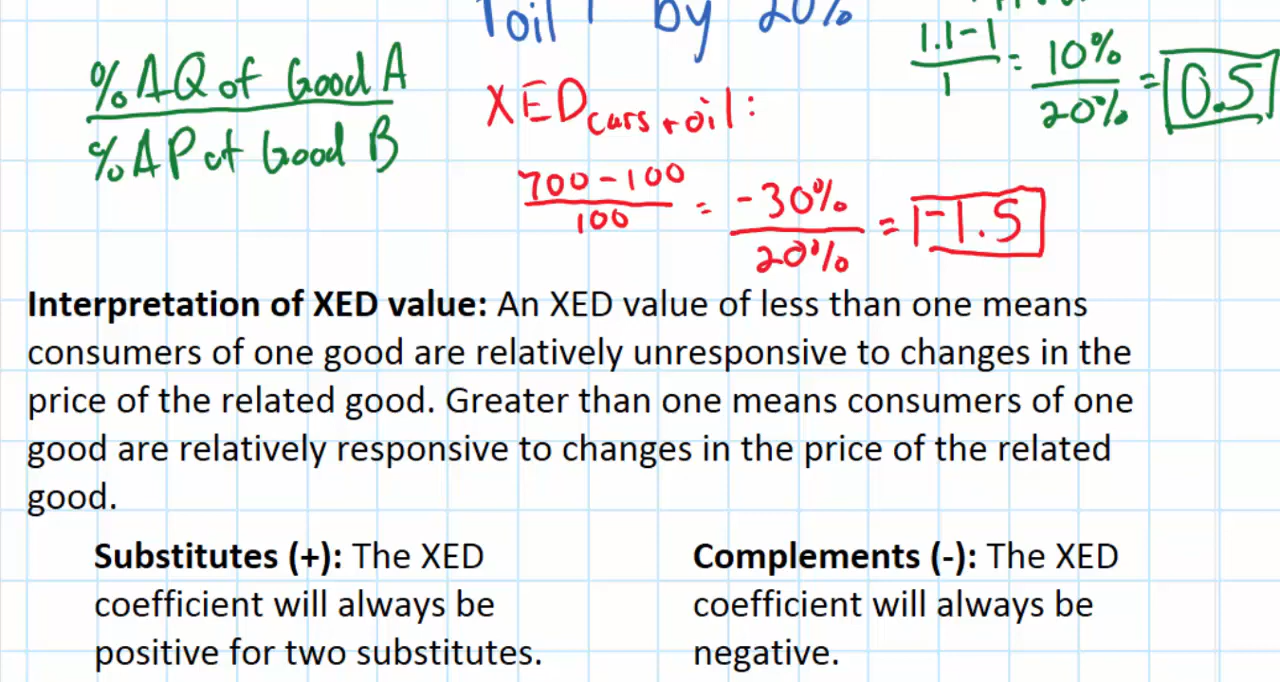 oil ↑ by 20%
1.1-1
1
=
10%
20%
=
0.5
%ΔQ of Good A
%ΔP of Good B
XED cars + oil:
700-100
100
=
-30%
20%
=
-1.5
Interpretation of XED value: An XED value of less than one means
consumers of one good are relatively unresponsive to changes in the
price of the related good. Greater than one means consumers of one
good are relatively responsive to changes in the price of the related
good.
Substitutes (+): The XED
coefficient will always be
positive for two substitutes.
Complements (-): The XED
coefficient will always be
negative.